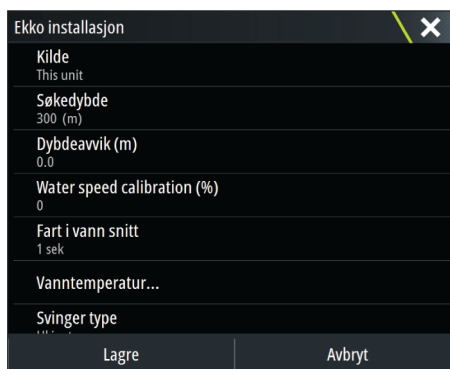 Ekko installasjon
Kilde
This unit
Søkedybde
300 (m)
Dybdeavvik (m)
0.0
Water speed calibration (%)
0
Fart i vann snitt
1 sek
Vanntemperatur...
Svinger type
Lagre
Avbryt